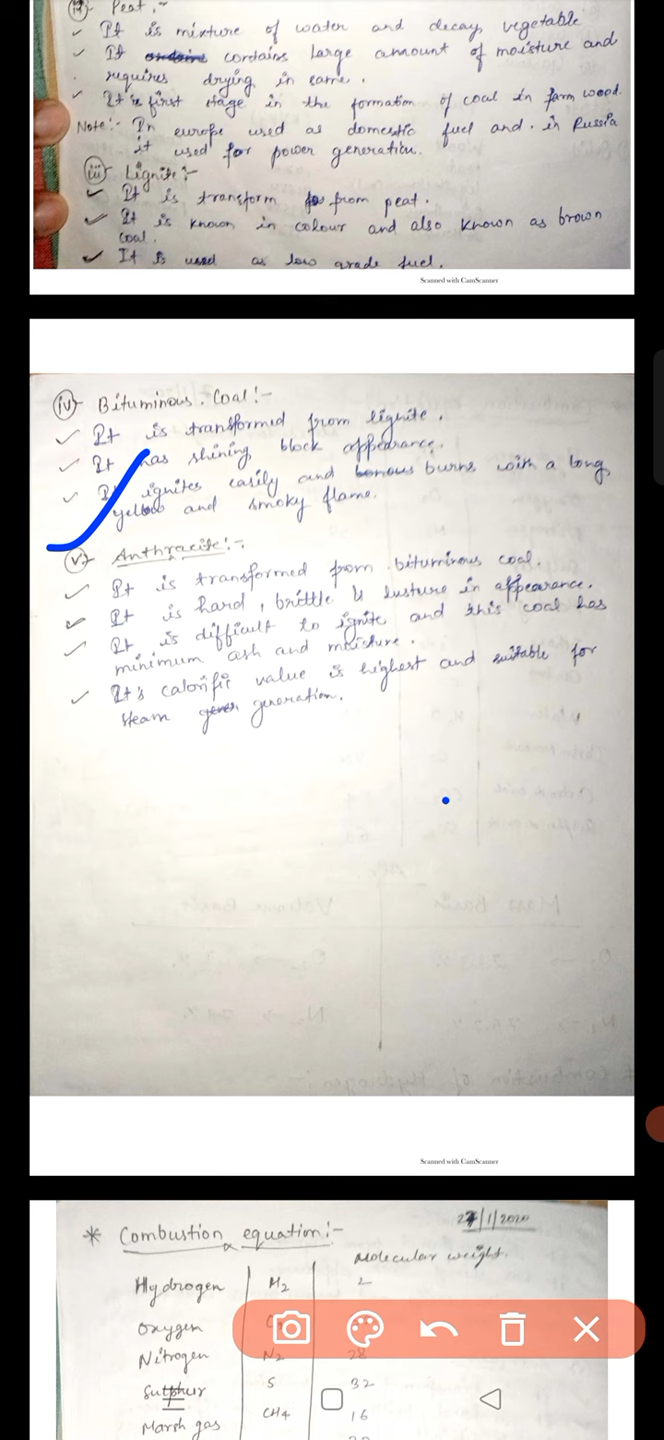 (ii) Peat :-
✓ It is mixture of water and decay vegetable
✓ It contains large amount of moisture and
requires drying in
✓ It is first stage in the formation of coal in farm wood.
Note:- In europe used as domestic fuel and in Russia
it used for power generation.
(iii) Lignite :-
✓ It is transform from peat.
✓ It is known in colour and also known as brown
coal.
✓ It is used as low grade fuel.
Scanned with CamScanner
(iv) Bituminous Coal :-
✓ It is transformed from lignite.
✓ It has shining block appearance.
✓ It ignites easily and burns with a long
yellow and smoky flame.
(v) Anthracite :-
✓ It is transformed from bituminous coal.
✓ It is hard, brittle & lusture in appearance.
✓ It is difficult to ignite and this coal has
minimum ash and moisture.
✓ It's calorific value is highest and suitable for
steam generation.
Scanned with CamScanner
27/1/2020
* Combustion equation :-
Molecular weight.
Hydrogen H2 2
Oxygen
Nitrogen N2 28
Sulphur S 32
Marsh gas CH4 16